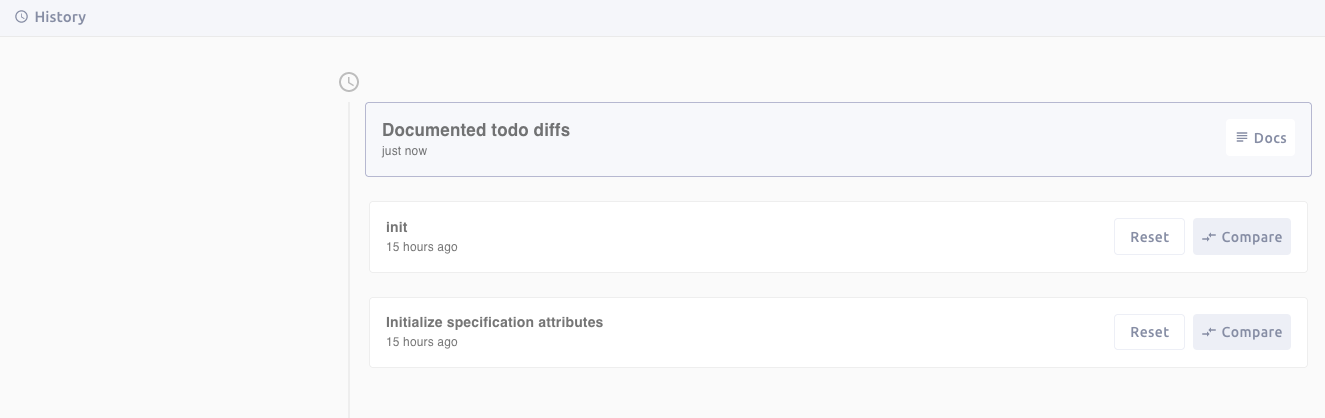 History
Documented todo diffs
just now
Docs
init
15 hours ago
Reset
Compare
Initialize specification attributes
15 hours ago
Reset
Compare